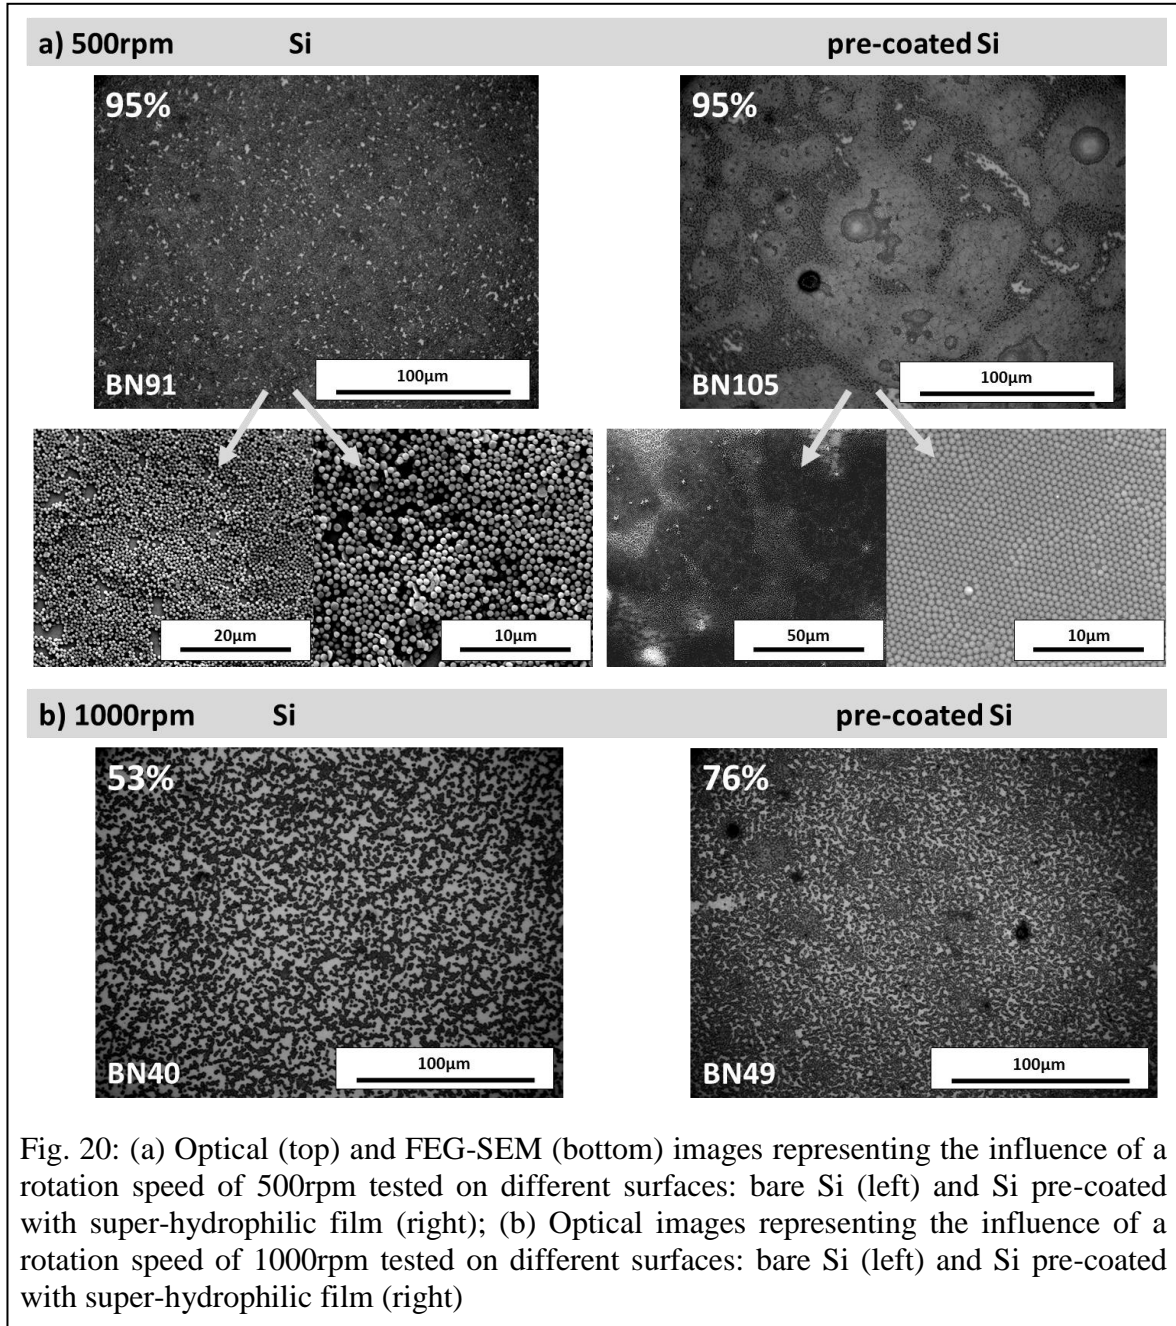 a) 500rpm Si pre-coated Si
95% 95%
BN91 100µm BN105 100µm
20µm 10µm 50µm 10µm
b) 1000rpm Si pre-coated Si
53% 76%
BN40 100µm BN49 100µm
Fig. 20: (a) Optical (top) and FEG-SEM (bottom) images representing the influence of a
rotation speed of 500rpm tested on different surfaces: bare Si (left) and Si pre-coated
with super-hydrophilic film (right); (b) Optical images representing the influence of a
rotation speed of 1000rpm tested on different surfaces: bare Si (left) and Si pre-coated
with super-hydrophilic film (right)